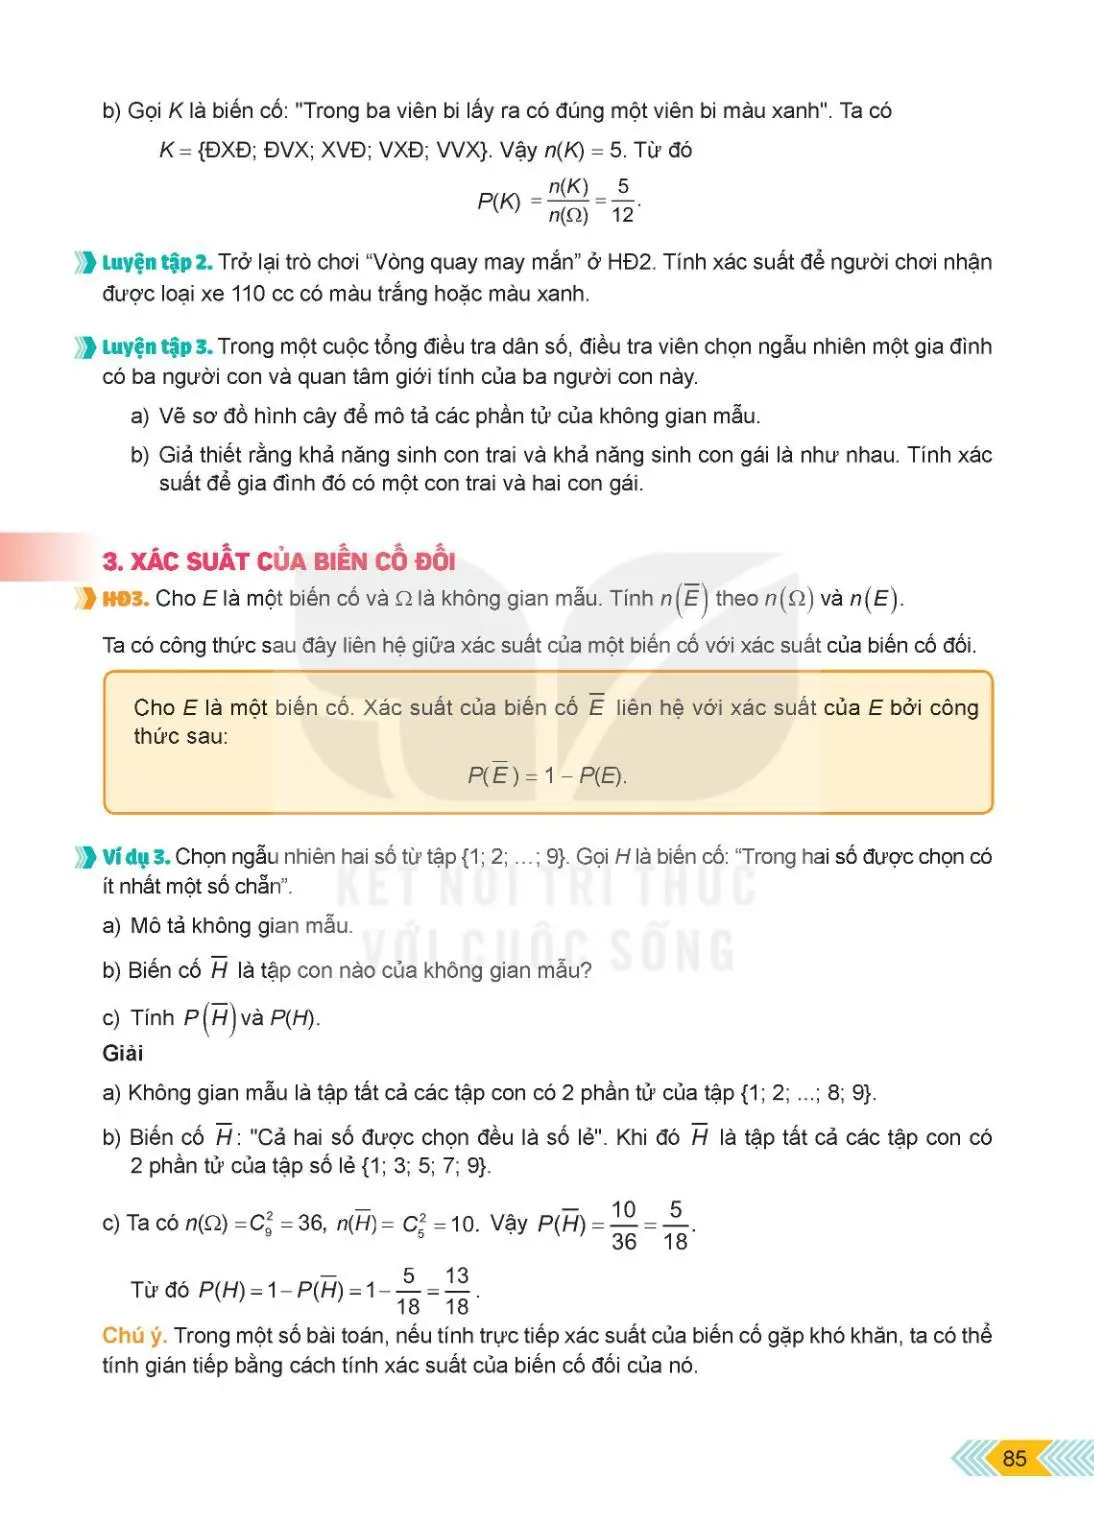 b) Gọi K là biến cố: "Trong ba viên bi lấy ra có đúng một viên bi màu xanh". Ta có
K = {ĐXĐ; ĐVX; XVĐ; VXĐ; VVX}. Vậy n(K) = 5. Từ đó
P(K) = n(K)/n(Ω) = 5/12.
Luyện tập 2. Trở lại trò chơi “Vòng quay may mắn” ở HĐ2. Tính xác suất để người chơi nhận
được loại xe 110 cc có màu trắng hoặc màu xanh.
Luyện tập 3. Trong một cuộc tổng điều tra dân số, điều tra viên chọn ngẫu nhiên một gia đình
có ba người con và quan tâm giới tính của ba người con này.
a) Vẽ sơ đồ hình cây để mô tả các phần tử của không gian mẫu.
b) Giả thiết rằng khả năng sinh con trai và khả năng sinh con gái là như nhau. Tính xác
suất để gia đình đó có một con trai và hai con gái.
3. XÁC SUẤT CỦA BIẾN CỐ ĐỐI
HĐ3. Cho E là một biến cố và Ω là không gian mẫu. Tính n(E̅) theo n(Ω) và n(E).
Ta có công thức sau đây liên hệ giữa xác suất của một biến cố với xác suất của biến cố đối.
Cho E là một biến cố. Xác suất của biến cố E̅ liên hệ với xác suất của E bởi công
thức sau:
P(E̅) = 1 – P(E).
Ví dụ 3. Chọn ngẫu nhiên hai số từ tập {1; 2; ...; 9}. Gọi H là biến cố: “Trong hai số được chọn có
ít nhất một số chẵn”.
KẾT NỐI TRI THỨC
a) Mô tả không gian mẫu.
VỚI CUỘC SỐNG
b) Biến cố H̅ là tập con nào của không gian mẫu?
c) Tính P(H̅) và P(H).
Giải
a) Không gian mẫu là tập tất cả các tập con có 2 phần tử của tập {1; 2; ...; 8; 9}.
b) Biến cố H̅: "Cả hai số được chọn đều là số lẻ". Khi đó H̅ là tập tất cả các tập con có
2 phần tử của tập số lẻ {1; 3; 5; 7; 9}.
c) Ta có n(Ω) = C₉² = 36, n(H̅) = C₅² = 10. Vậy P(H̅) = 10/36 = 5/18.
Từ đó P(H) = 1 – P(H̅) = 1 – 5/18 = 13/18.
Chú ý. Trong một số bài toán, nếu tính trực tiếp xác suất của biến cố gặp khó khăn, ta có thể
tính gián tiếp bằng cách tính xác suất của biến cố đối của nó.
85